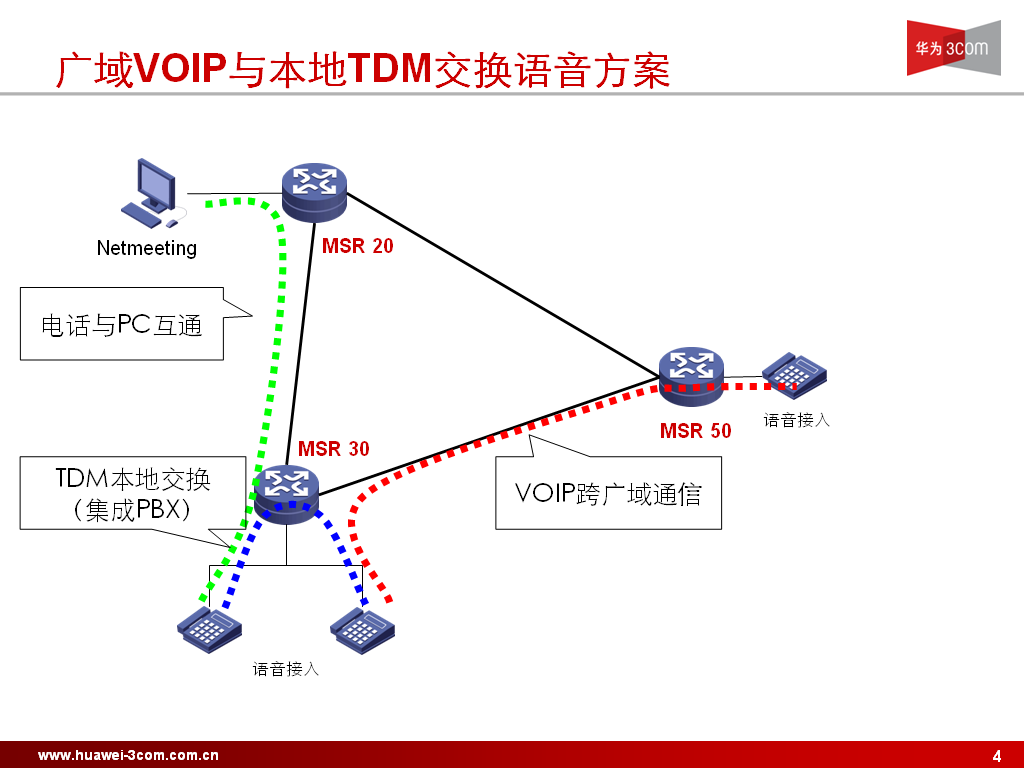 广域VOIP与本地TDM交换语音方案
华为3COM
Netmeeting
MSR 20
电话与PC互通
MSR 50
语音接入
MSR 30
TDM本地交换
（集成PBX）
VOIP跨广域通信
语音接入
www.huawei-3com.com.cn
4